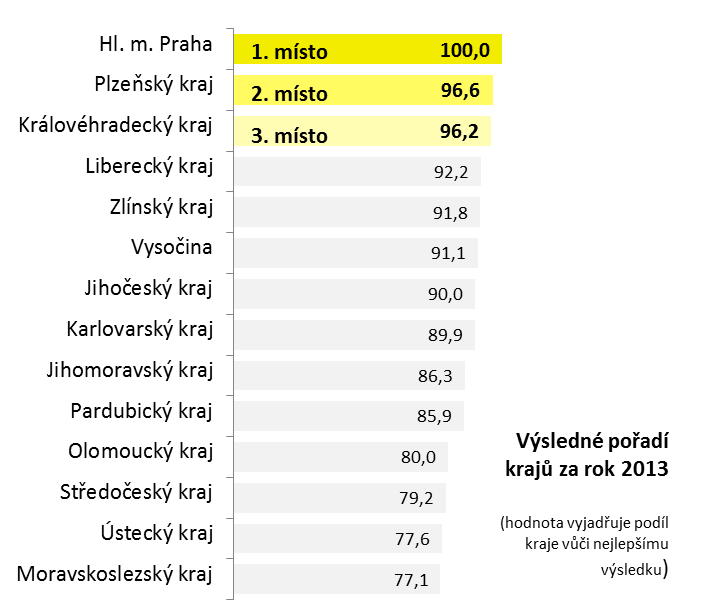 Hl. m. Praha 1. místo 100,0
Plzeňský kraj 2. místo 96,6
Královéhradecký kraj 3. místo 96,2
Liberecký kraj 92,2
Zlínský kraj 91,8
Vysočina 91,1
Jihočeský kraj 90,0
Karlovarský kraj 89,9
Jihomoravský kraj 86,3
Pardubický kraj 85,9
Olomoucký kraj 80,0
Středočeský kraj 79,2
Ústecký kraj 77,6
Moravskoslezský kraj 77,1
Výsledné pořadí
krajů za rok 2013
(hodnota vyjadřuje podíl
kraje vůči nejlepšímu
výsledku)